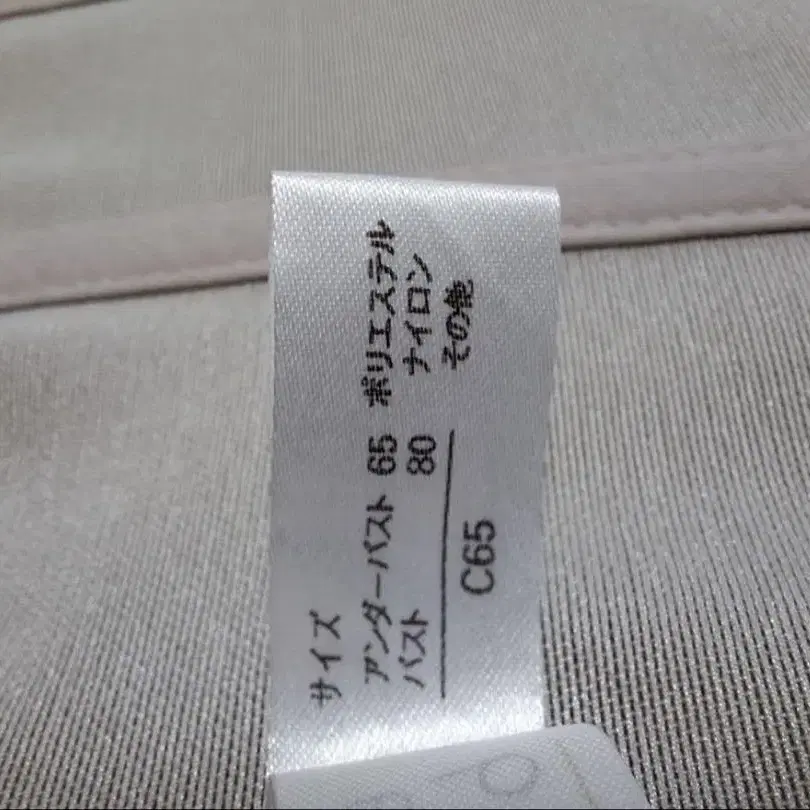 サイズ
アンダーバスト 65
バスト 80
C65
ポリエステル
ナイロン
その他